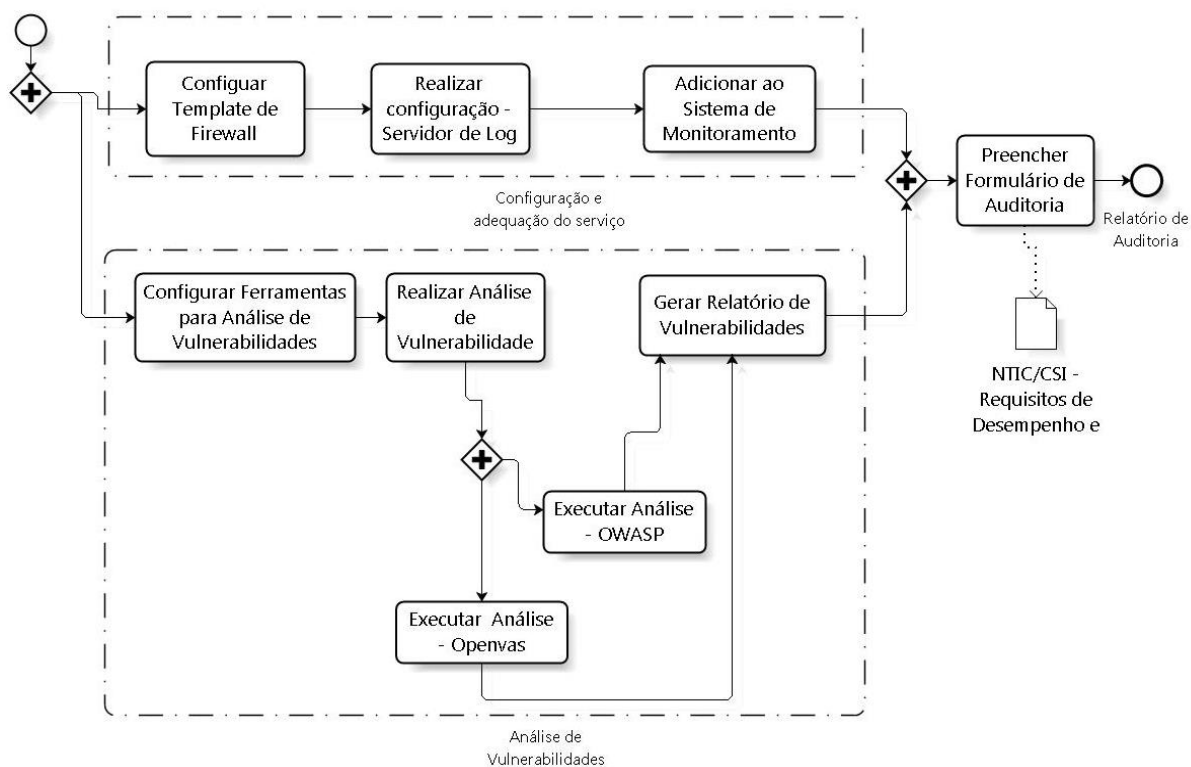 Configuar
Template de
Firewall
Realizar
configuração -
Servidor de Log
Adicionar ao
Sistema de
Monitoramento
Configuração e
adequação do serviço
Preencher
Formulário de
Auditoria
Relatório de
Auditoria
Configurar Ferramentas
para Análise de
Vulnerabilidades
Realizar Análise
de
Vulnerabilidade
Gerar Relatório de
Vulnerabilidades
NTIC/CSI -
Requisitos de
Desempenho e
Executar Análise
- OWASP
Executar Análise
- Openvas
Análise de
Vulnerabilidades